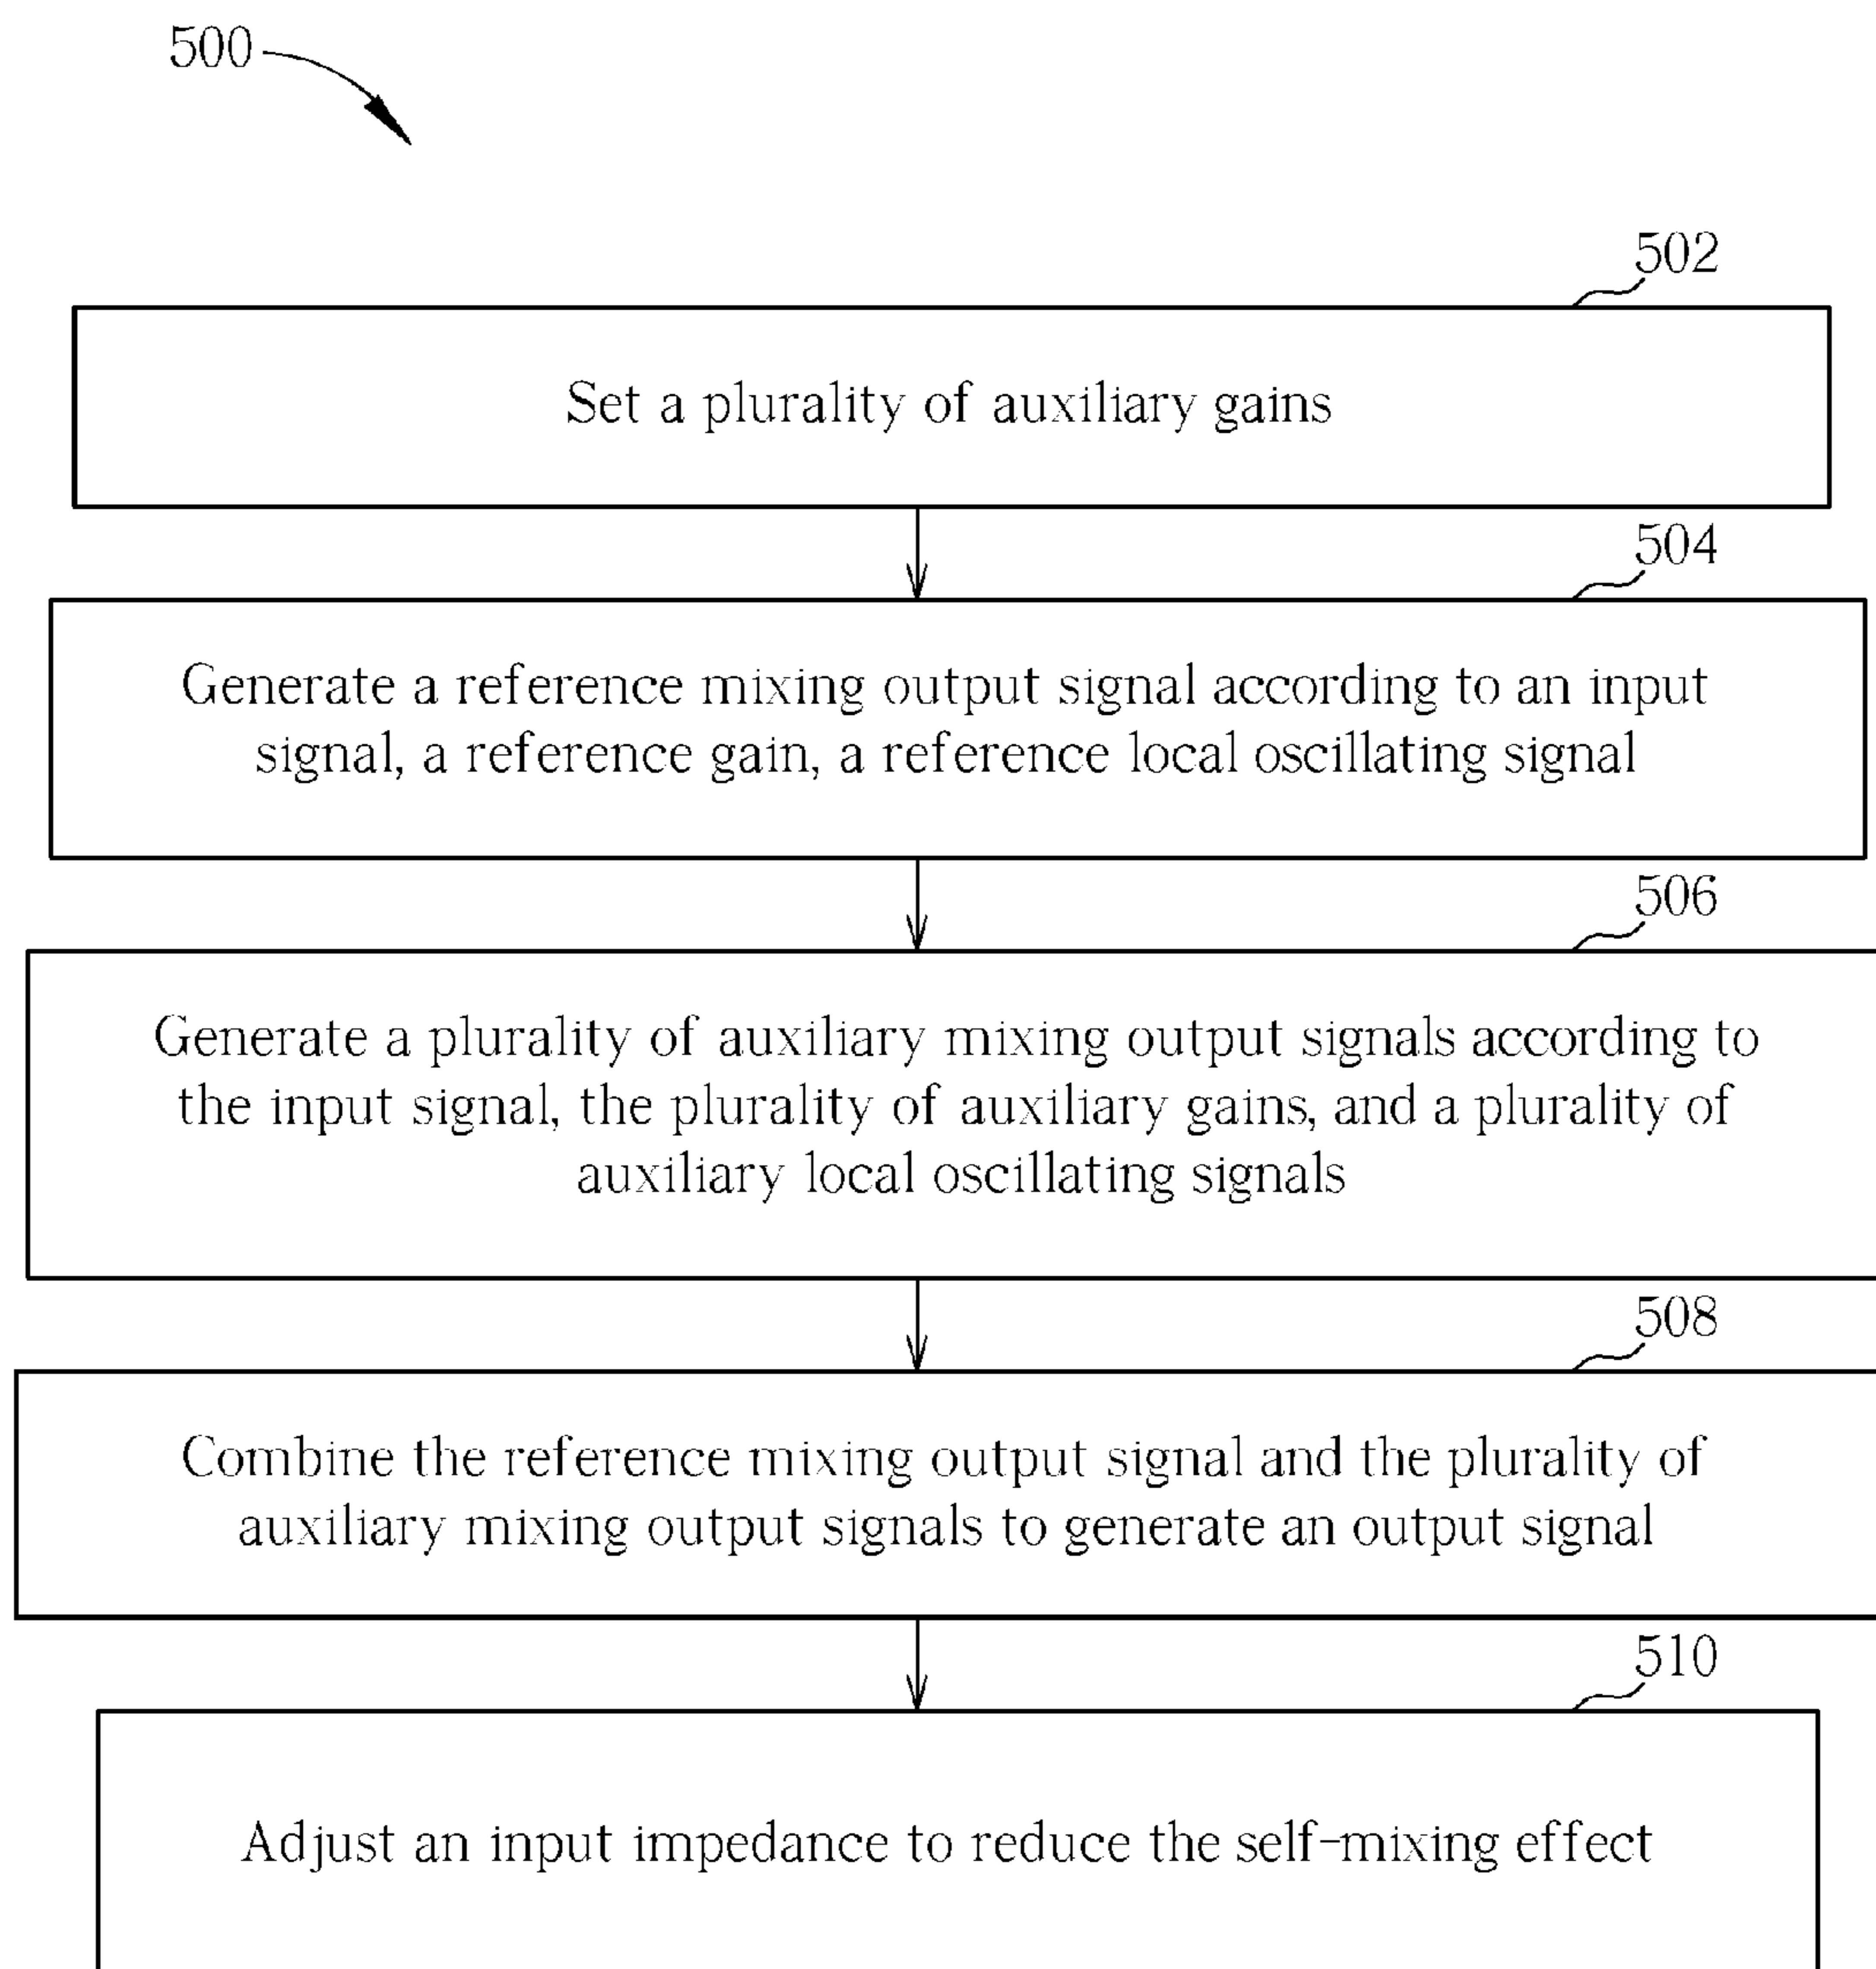 500
502
Set a plurality of auxiliary gains
504
Generate a reference mixing output signal according to an input
signal, a reference gain, a reference local oscillating signal
506
Generate a plurality of auxiliary mixing output signals according to
the input signal, the plurality of auxiliary gains, and a plurality of
auxiliary local oscillating signals
508
Combine the reference mixing output signal and the plurality of
auxiliary mixing output signals to generate an output signal
510
Adjust an input impedance to reduce the self-mixing effect